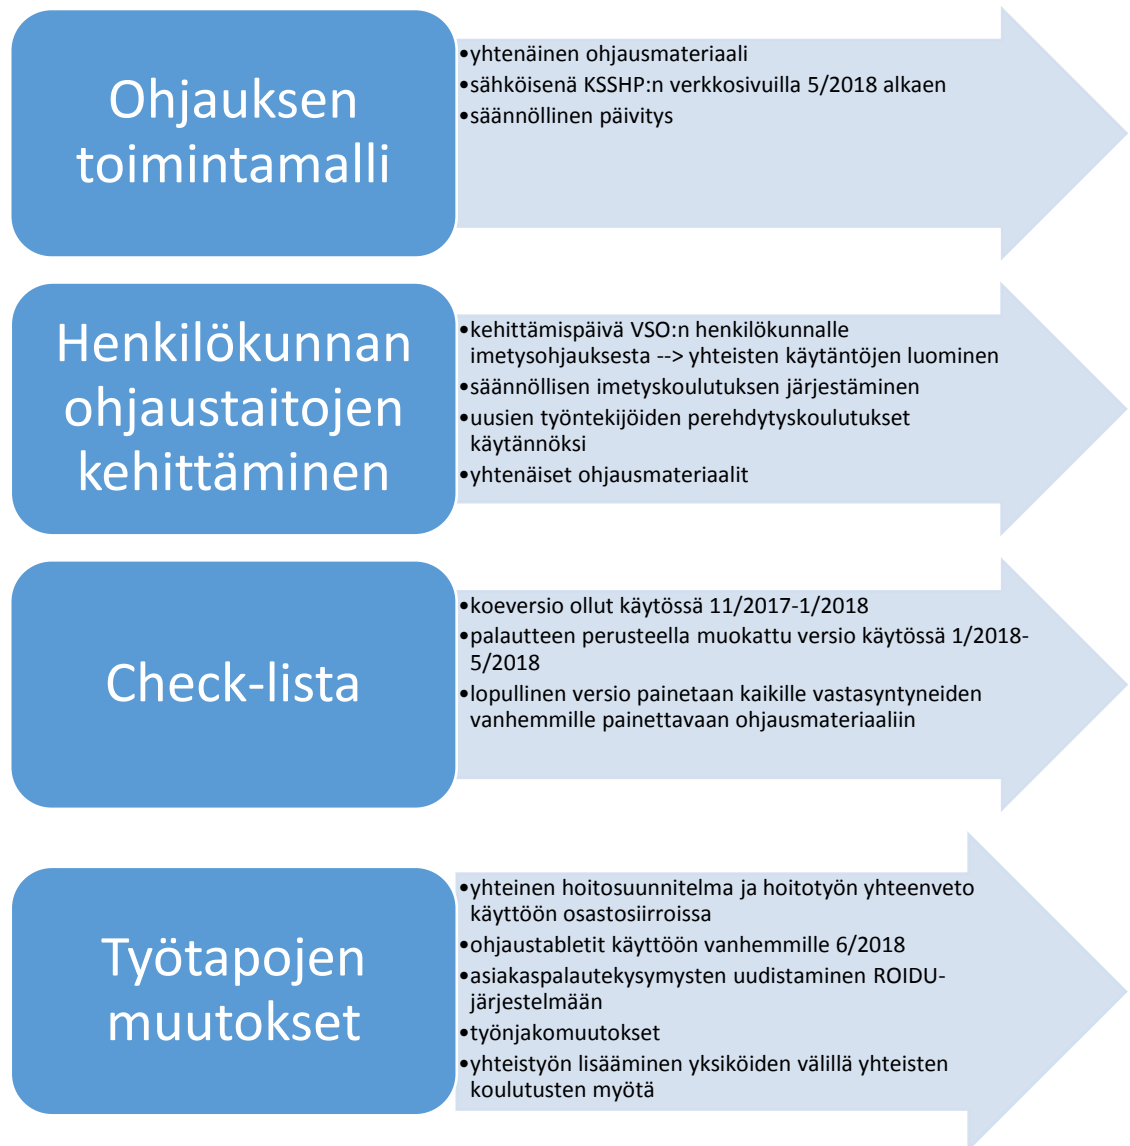 Ohjauksen
toimintamalli
•yhtenäinen ohjausmateriaali
•sähköisenä KSSHP:n verkkosivuilla 5/2018 alkaen
•säännöllinen päivitys
Henkilökunnan
ohjaustaitojen
kehittäminen
•kehittämispäivä VSO:n henkilökunnalle
imetysohjauksesta --> yhteisten käytäntöjen luominen
•säännöllisen imetyskoulutuksen järjestäminen
•uusien työntekijöiden perehdytyskoulutukset
käytännöksi
•yhtenäiset ohjausmateriaalit
Check-lista
•koeversio ollut käytössä 11/2017-1/2018
•palautteen perusteella muokattu versio käytössä 1/2018-
5/2018
•lopullinen versio painetaan kaikille vastasyntyneiden
vanhemmille painettavaan ohjausmateriaaliin
Työtapojen
muutokset
•yhteinen hoitosuunnitelma ja hoitotyön yhteenveto
käyttöön osastosiirroissa
•ohjaustabletit käyttöön vanhemmille 6/2018
•asiakaspalautekysymysten uudistaminen ROIDU-
järjestelmään
•työnjakomuutokset
•yhteistyön lisääminen yksiköiden välillä yhteisten
koulutusten myötä